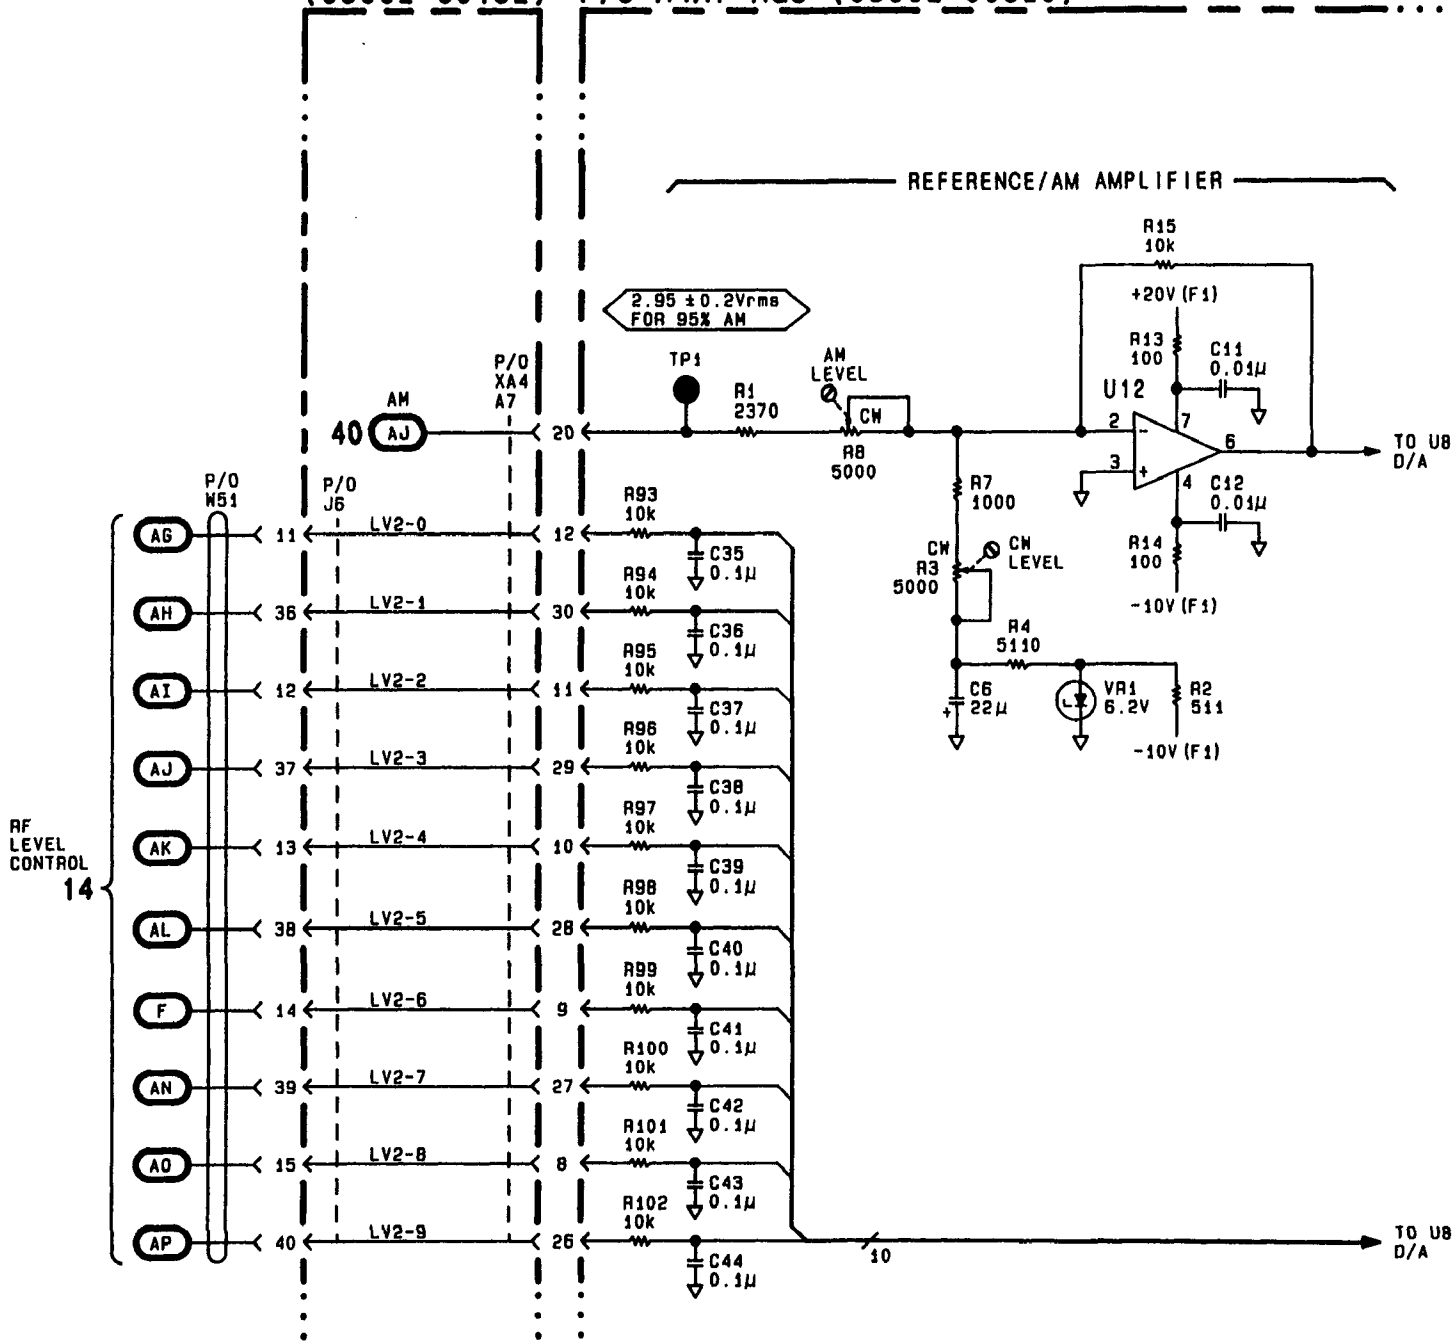 REFERENCE/AM AMPLIFIER
R15
10k
2.95 ±0.2Vrms
FOR 95% AM
+20V (F1)
R13
100
C11
0.01µ
P/O
XA4
A7
TP1
AM
LEVEL
R1
2370
CW
U12
AM
40 AJ
20
R8
5000
2
-
7
6
TO U8
D/A
3
+
4
C12
0.01µ
P/O
W51
P/O
J6
R7
1000
R93
10k
AG 11 LV2-0 12
C35
0.1µ
R14
100
CW
R3
5000
CW
LEVEL
-10V (F1)
R94
10k
AH 36 LV2-1 30
C36
0.1µ
R4
5110
R95
10k
AI 12 LV2-2 11
C37
0.1µ
C6
+ 22µ
VR1
6.2V
R2
511
-10V (F1)
R96
10k
AJ 37 LV2-3 29
C38
0.1µ
R97
10k
AK 13 LV2-4 10
C39
0.1µ
RF
LEVEL
CONTROL
14
R98
10k
AL 38 LV2-5 28
C40
0.1µ
R99
10k
F 14 LV2-6 9
C41
0.1µ
R100
10k
AN 39 LV2-7 27
C42
0.1µ
R101
10k
AO 15 LV2-8 8
C43
0.1µ
R102
10k
AP 40 LV2-9 26
C44
0.1µ
10
TO U8
D/A